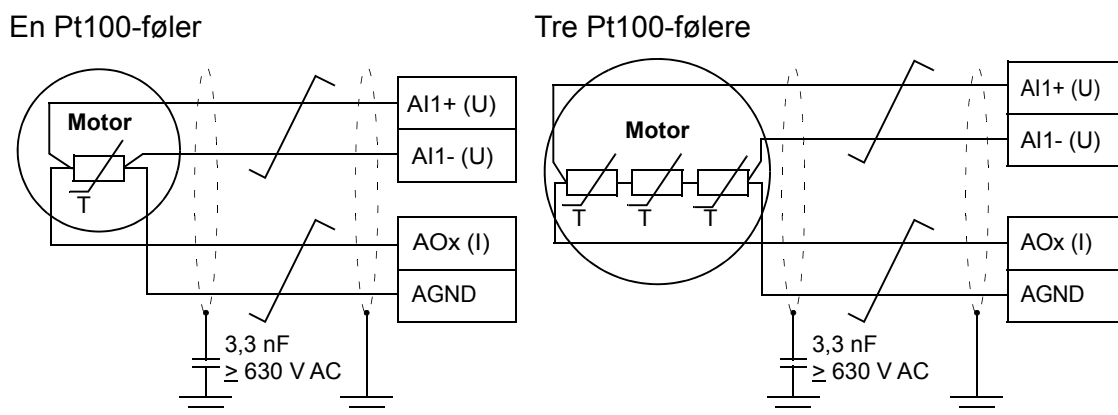 En Pt100-føler
Motor
T
AI1+ (U)
AI1- (U)
AOx (I)
AGND
3,3 nF
≥ 630 V AC
Tre Pt100-følere
Motor
T T T
AI1+ (U)
AI1- (U)
AOx (I)
AGND
3,3 nF
≥ 630 V AC